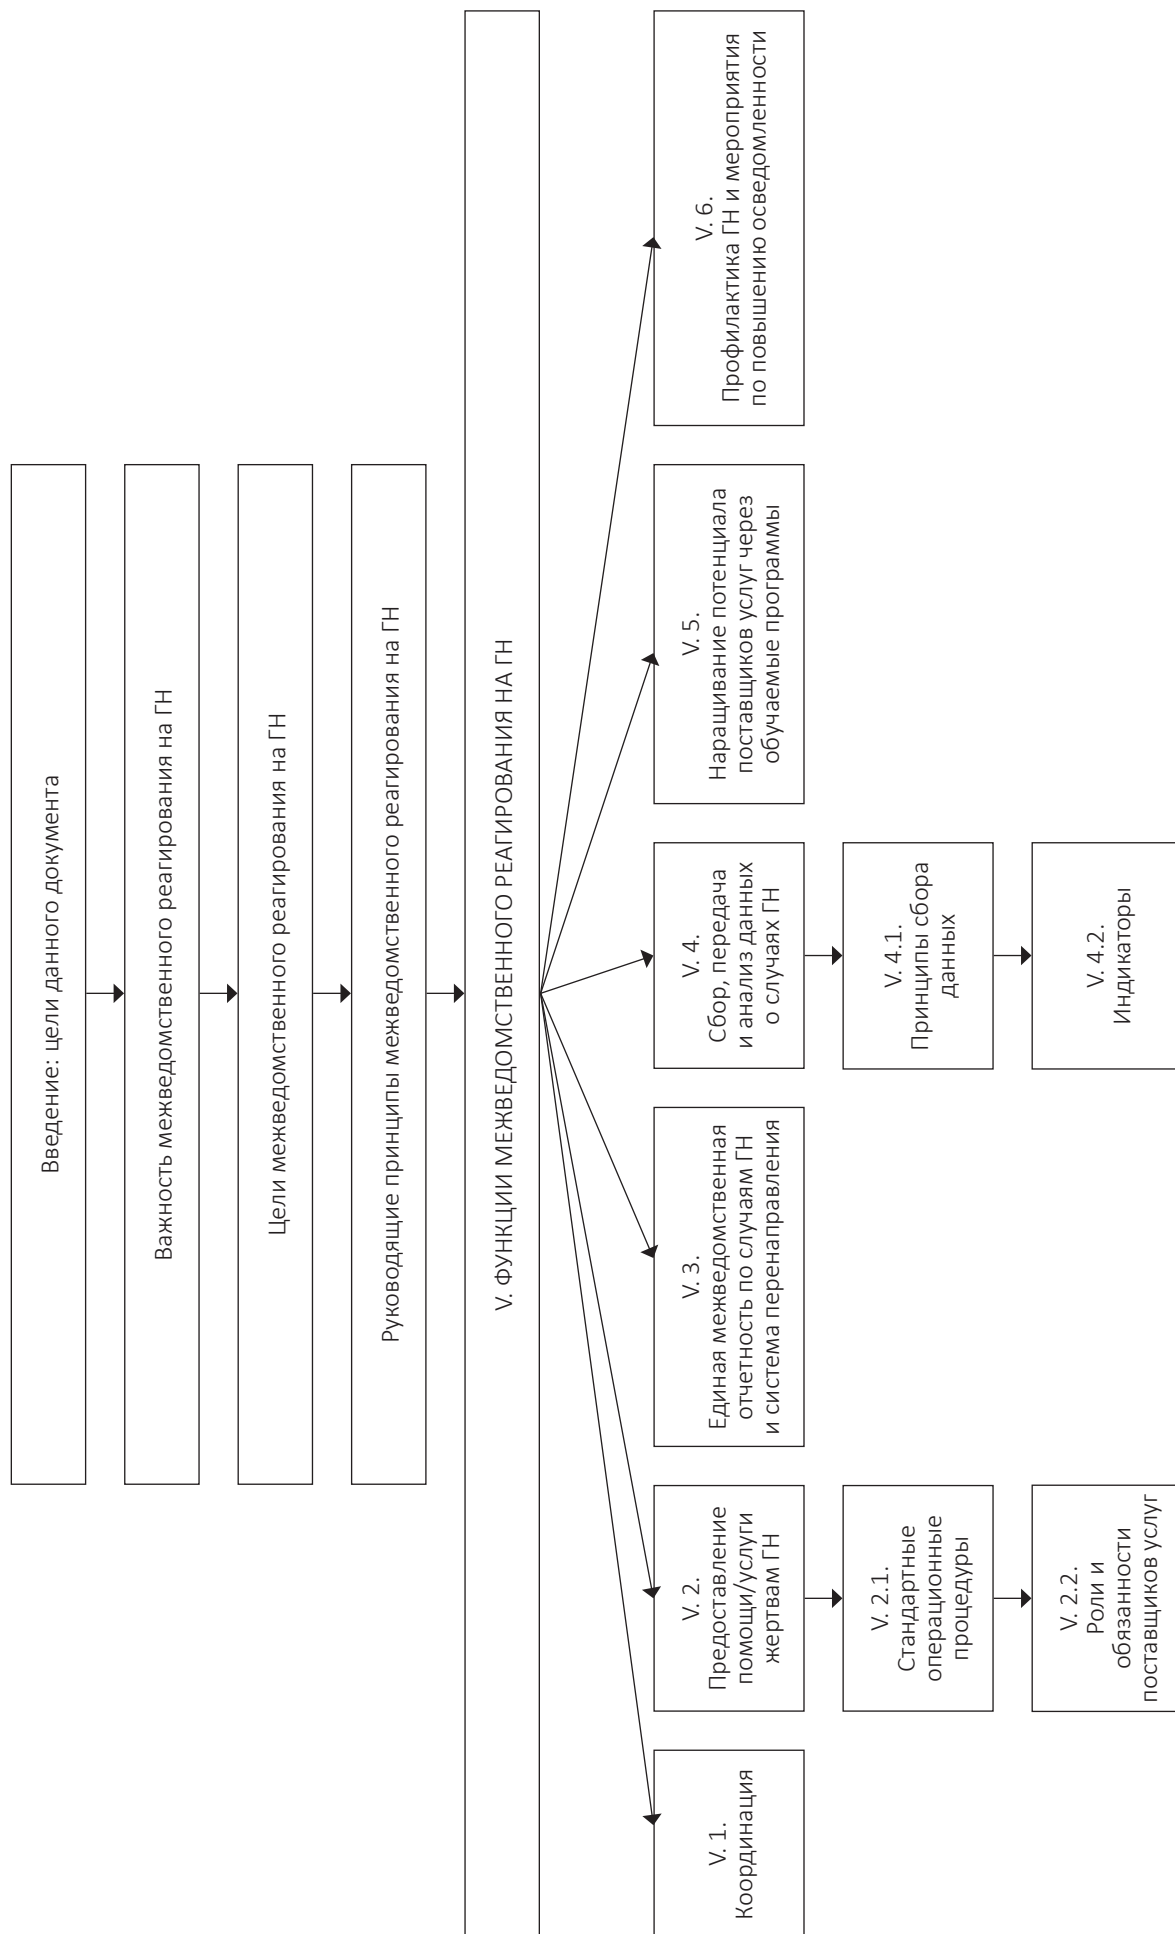 Введение: цели данного документа
Важность межведомственного реагирования на ГН
Цели межведомственного реагирования на ГН
Руководящие принципы межведомственного реагирования на ГН
V. ФУНКЦИИ МЕЖВЕДОМСТВЕННОГО РЕАГИРОВАНИЯ НА ГН
V. 1.
Координация
V. 2.
Предоставление
помощи/услуги
жертвам ГН
V. 2.1.
Стандартные
операционные
процедуры
V. 2.2.
Роли и
обязанности
поставщиков услуг
V. 3.
Единая межведомственная
отчетность по случаям ГН
и система перенаправления
V. 4.
Сбор, передача
и анализ данных
о случаях ГН
V. 4.1.
Принципы сбора
данных
V. 4.2.
Индикаторы
V. 5.
Наращивание потенциала
поставщиков услуг через
обучаемые программы
V. 6.
Профилактика ГН и мероприятия
по повышению осведомленности